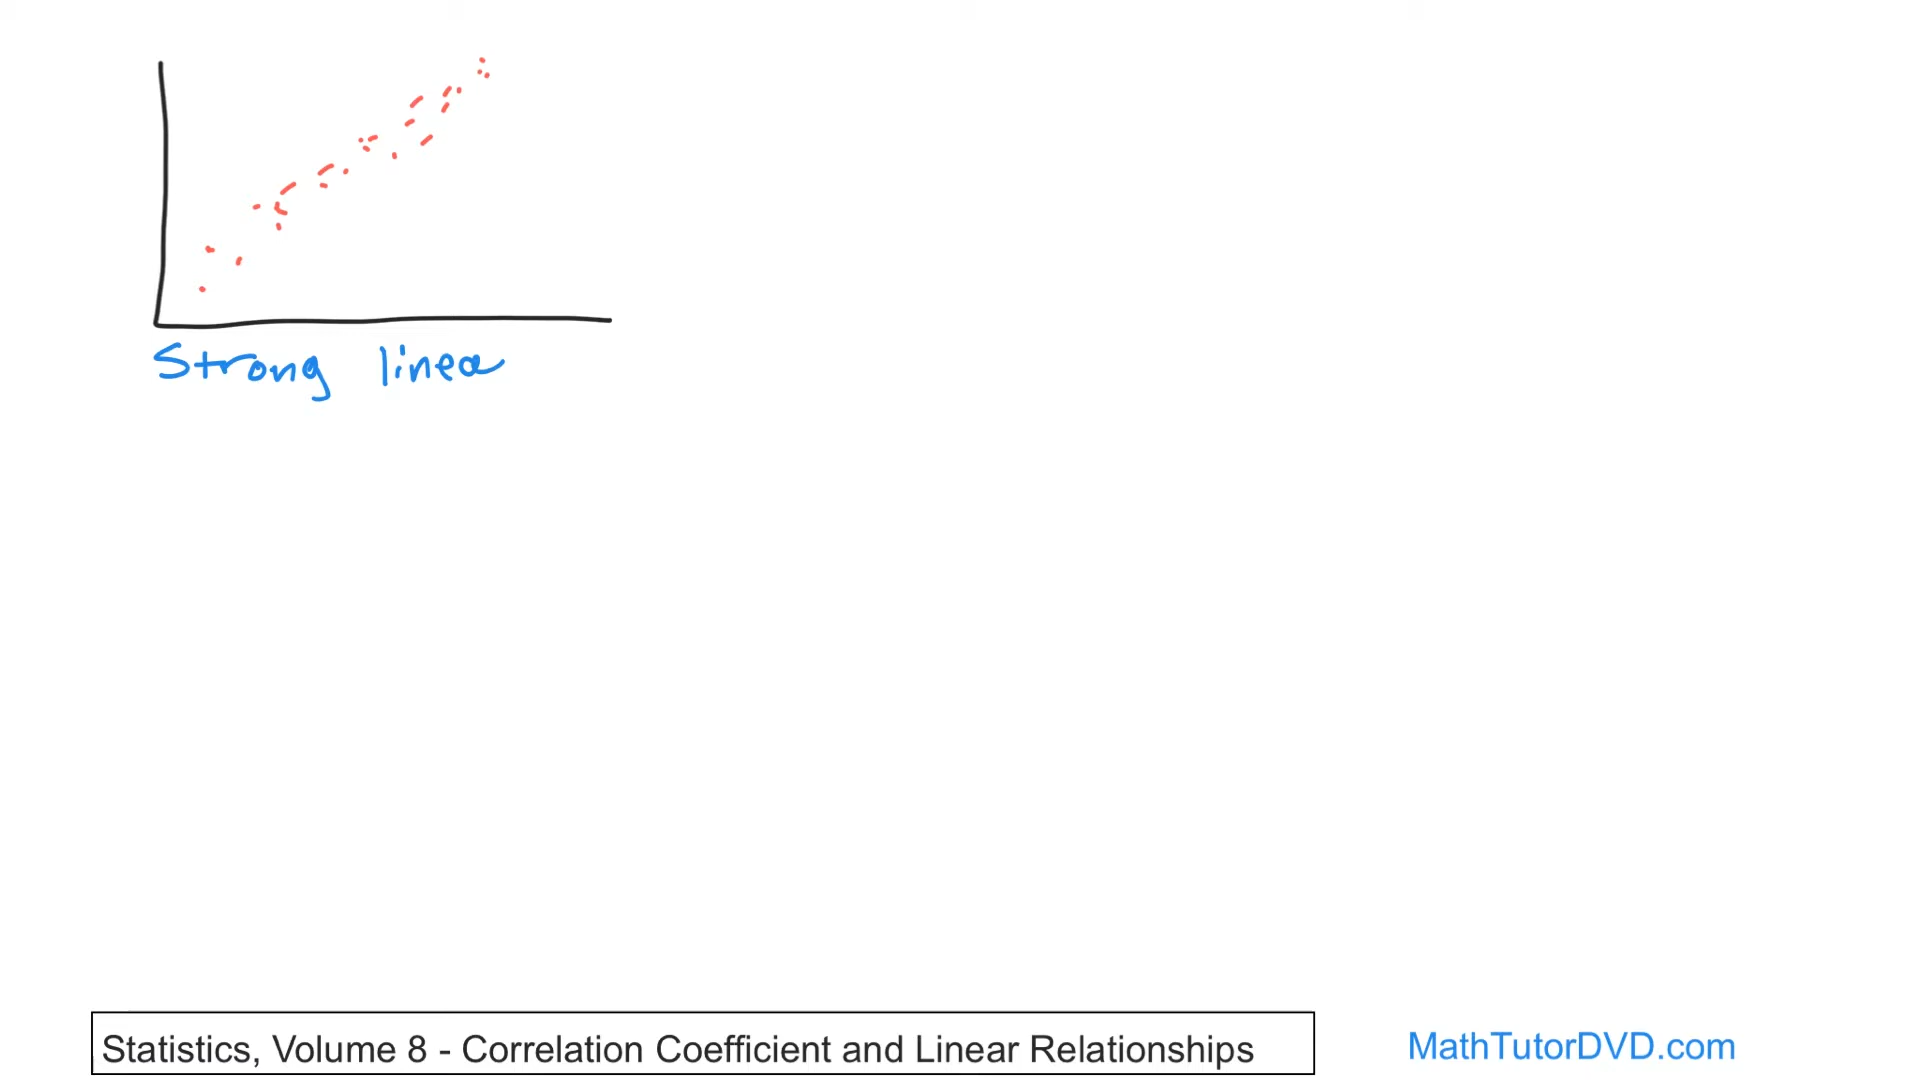 Strong linea
Statistics, Volume 8 - Correlation Coefficient and Linear Relationships
MathTutorDVD.com